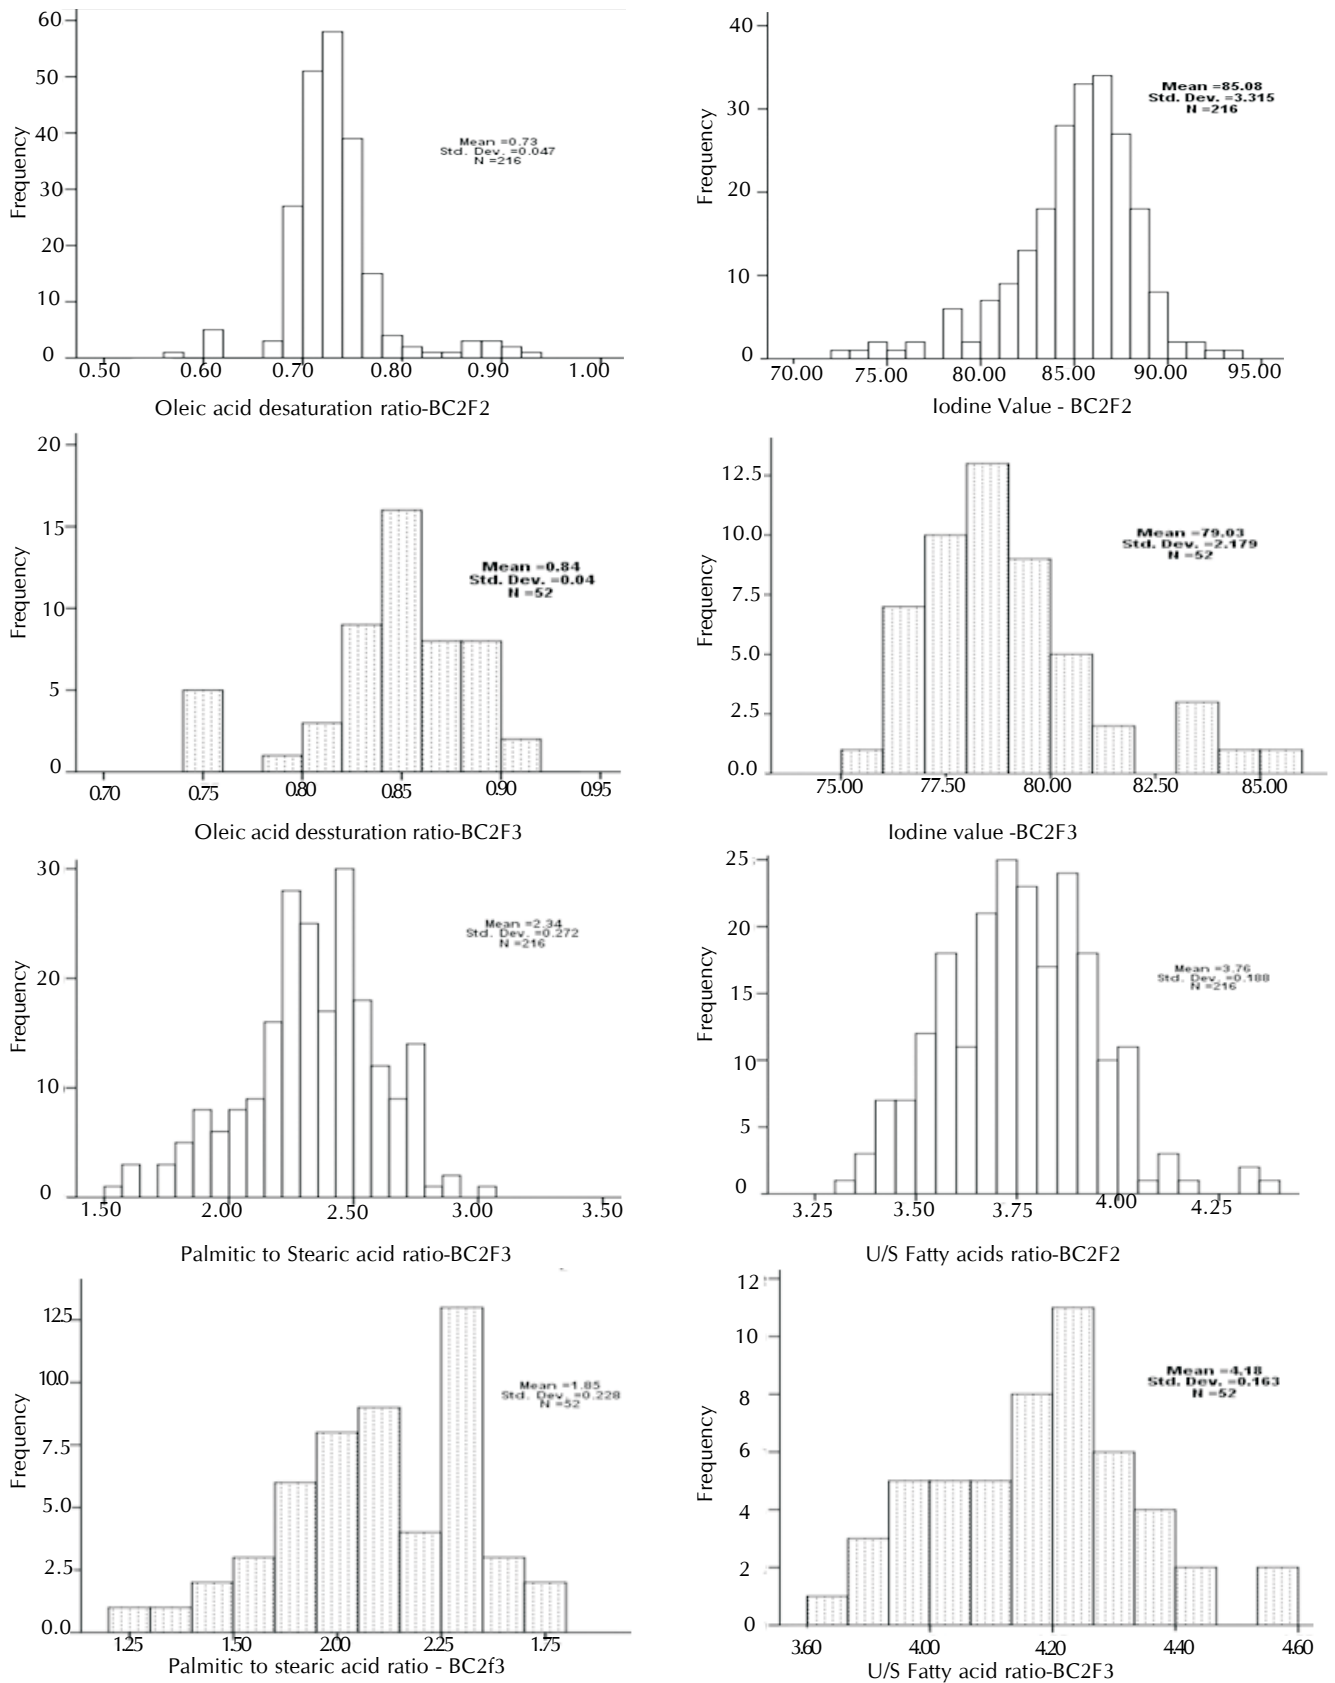 60
50
40
30
20
10
0
Frequency
Mean =0.73
Std. Dev. =0.047
N =216
0.50 0.60 0.70 0.80 0.90 1.00
Oleic acid desaturation ratio-BC2F2
40
30
20
10
0
Frequency
Mean =85.08
Std. Dev. =3.315
N =216
70.00 75.00 80.00 85.00 90.00 95.00
Iodine Value - BC2F2
20
15
10
5
0
Frequency
Mean =0.84
Std. Dev. =0.04
N =52
0.70 0.75 0.80 0.85 0.90 0.95
Oleic acid dessturation ratio-BC2F3
12.5
10.0
7.5
5.0
2.5
0.0
Frequency
Mean =79.03
Std. Dev. =2.179
N =52
75.00 77.50 80.00 82.50 85.00
Iodine value -BC2F3
30
20
10
0
Frequency
Mean =2.34
Std. Dev. =0.272
N =216
1.50 2.00 2.50 3.00 3.50
Palmitic to Stearic acid ratio-BC2F3
25
20
15
10
5
0
Frequency
Mean =3.76
Std. Dev. =0.188
N =216
3.25 3.50 3.75 4.00 4.25
U/S Fatty acids ratio-BC2F2
12.5
10.0
7.5
5.0
2.5
0.0
Frequency
Mean =1.85
Std. Dev. =0.228
N =52
1.25 1.50 2.00 2.25 1.75
Palmitic to stearic acid ratio - BC2f3
12
10
8
6
4
2
0
Frequency
Mean =4.18
Std. Dev. =0.163
N =52
3.60 4.00 4.20 4.40 4.60
U/S Fatty acid ratio-BC2F3